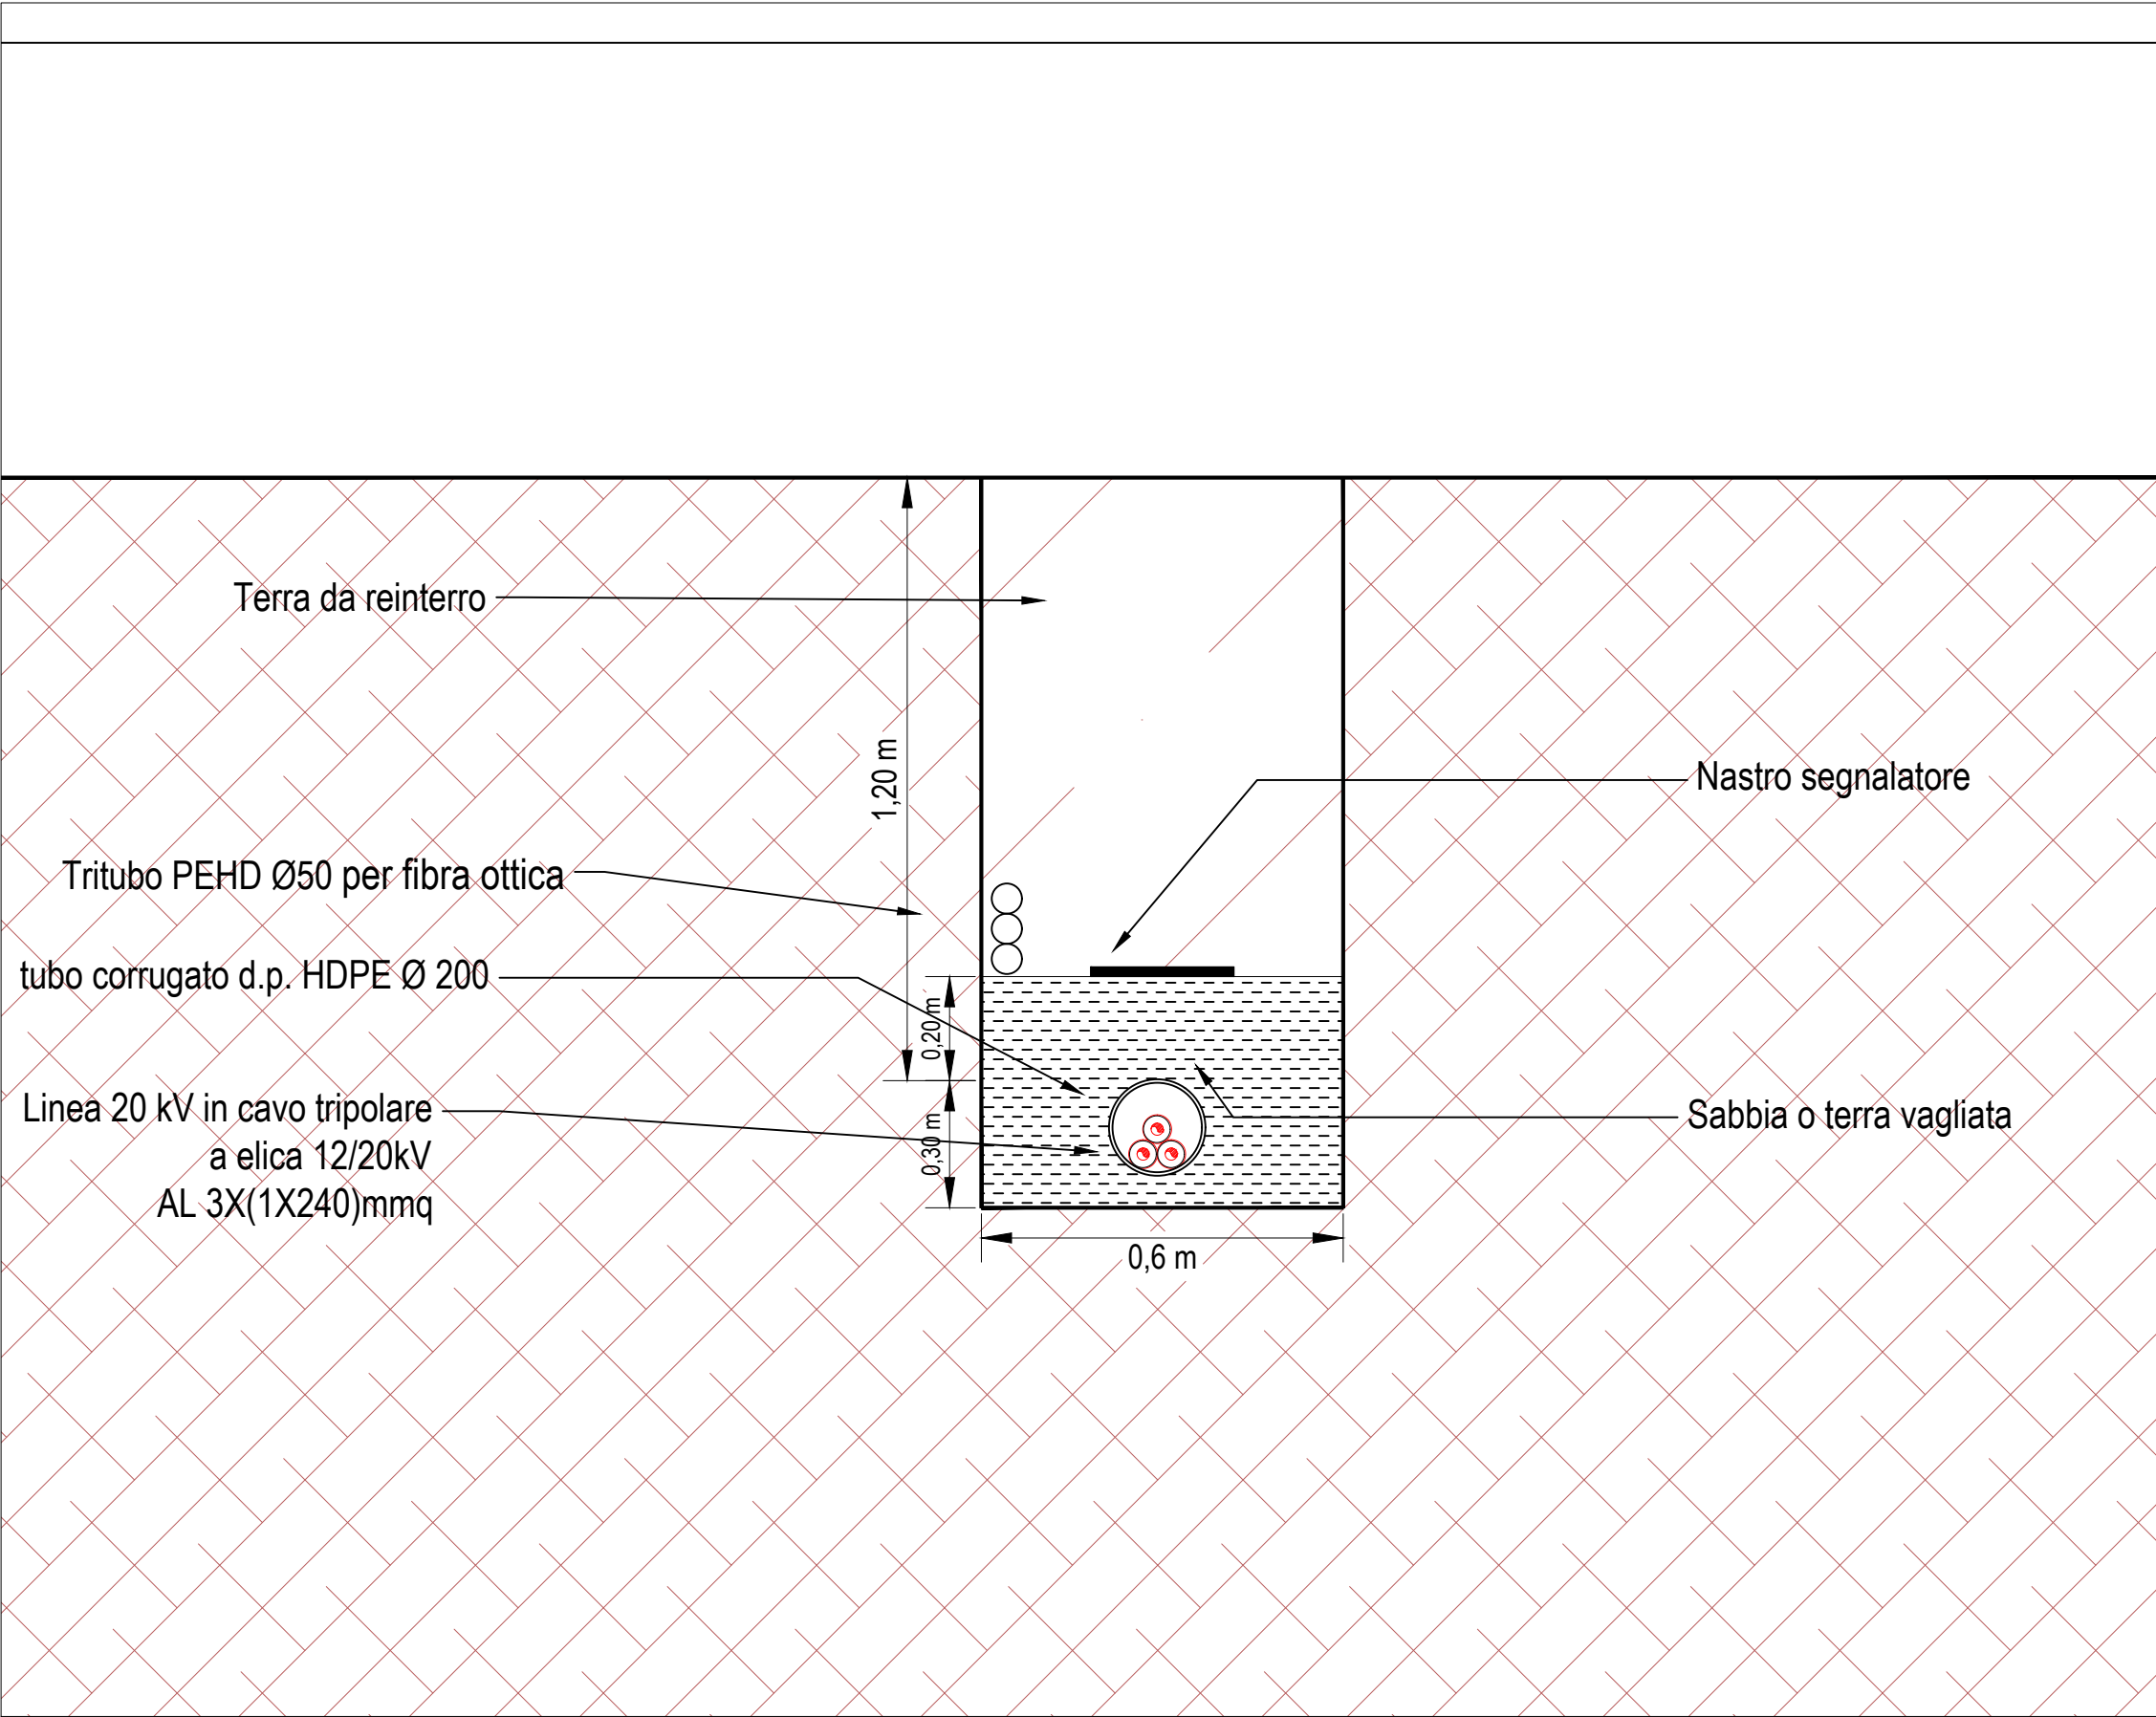 Terra da reinterro
1,20 m
Nastro segnalatore
Tritubo PEHD Ø50 per fibra ottica
tubo corrugato d.p. HDPE Ø 200
0,20 m
Linea 20 kV in cavo tripolare
a elica 12/20kV
AL 3X(1X240)mmq
0,30 m
Sabbia o terra vagliata
0,6 m